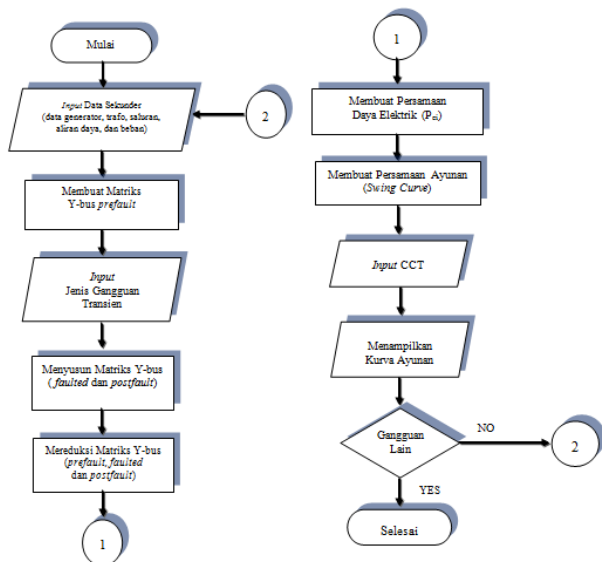 Mulai
Input Data Sekunder
(data generator, trafo, saluran,
aliran daya, dan beban)
2
Membuat Matriks
Y-bus prefault
Input
Jenis Gangguan
Transien
Menyusun Matriks Y-bus
(faulted dan postfault)
Mereduksi Matriks Y-bus
(prefault, faulted
dan postfault)
1
1
Membuat Persamaan
Daya Elektrik (Pei)
Membuat Persamaan Ayunan
(Swing Curve)
Input CCT
Menampilkan
Kurva Ayunan
Gangguan
Lain
NO
2
YES
Selesai